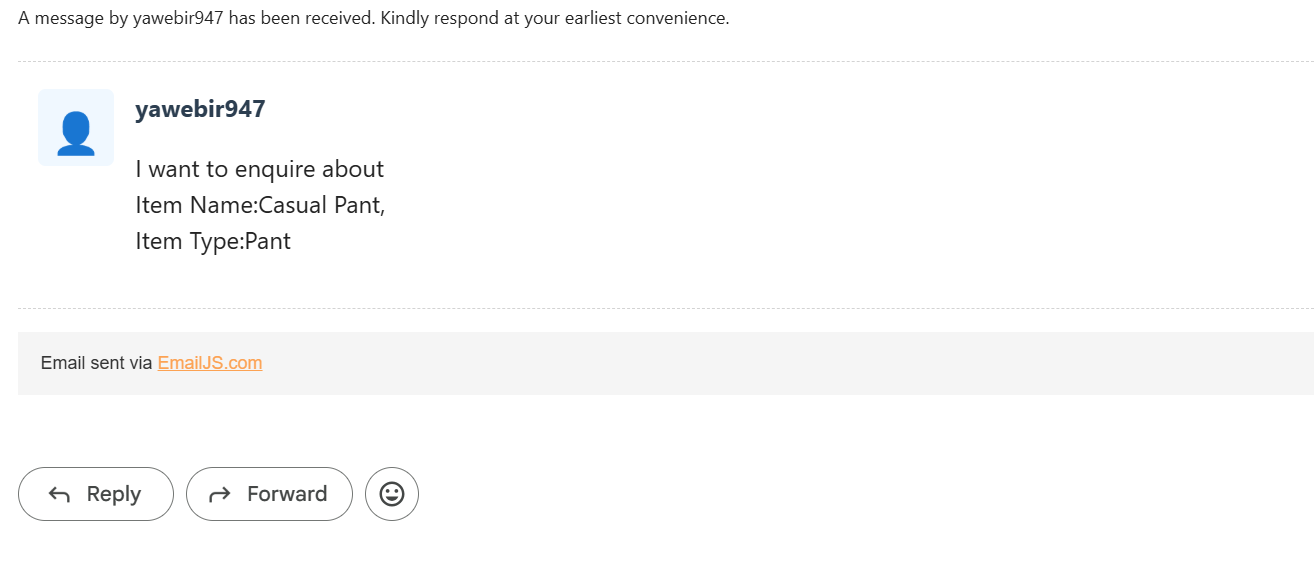 A message by yawebir947 has been received. Kindly respond at your earliest convenience.
yawebir947
I want to enquire about
Item Name:Casual Pant,
Item Type:Pant
Email sent via EmailJS.com
Reply
Forward